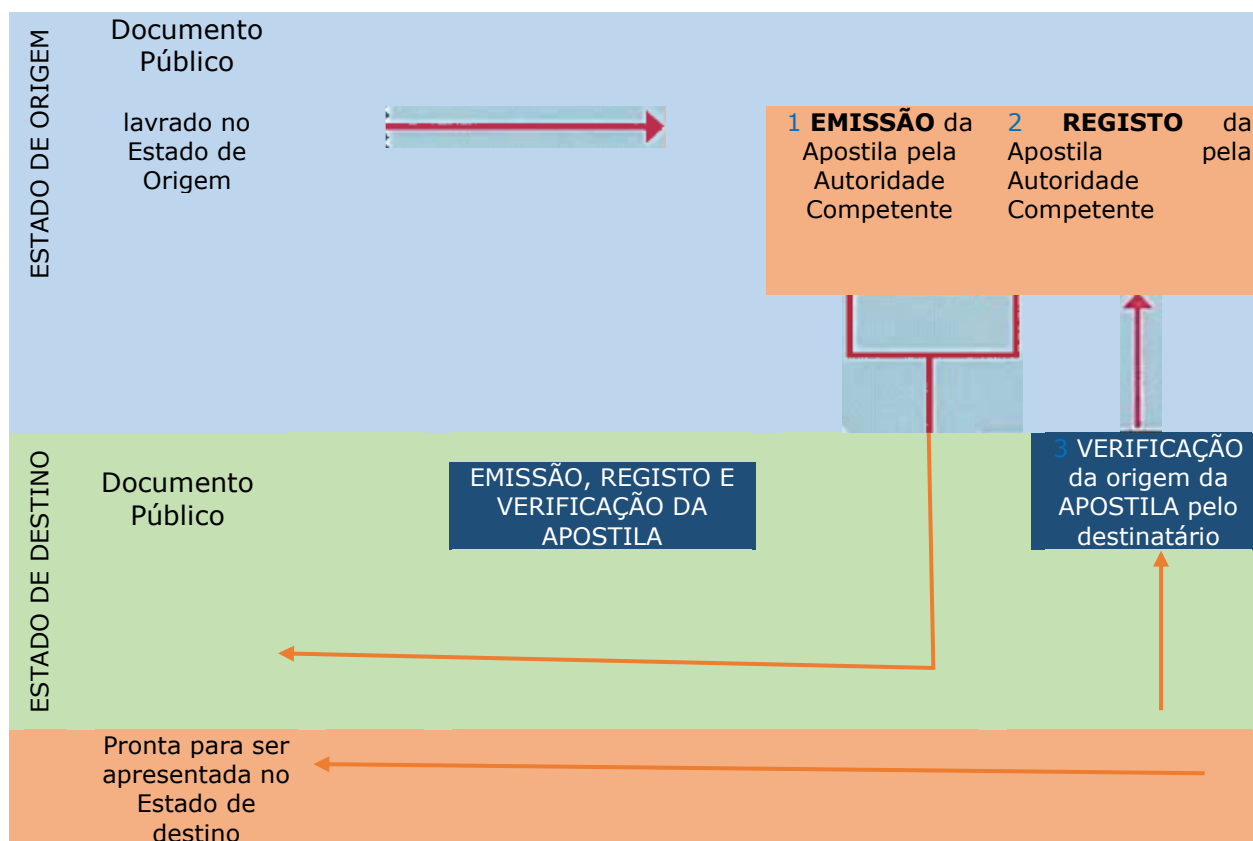 ESTADO DE ORIGEM
Documento
Público
lavrado no
Estado de
Origem
1 EMISSÃO da
Apostila pela
Autoridade
Competente
2 REGISTO da
Apostila pela
Autoridade
Competente
ESTADO DE DESTINO
Documento
Público
EMISSÃO, REGISTO E
VERIFICAÇÃO DA
APOSTILA
3 VERIFICAÇÃO
da origem da
APOSTILA pelo
destinatário
Pronta para ser
apresentada no
Estado de
destino